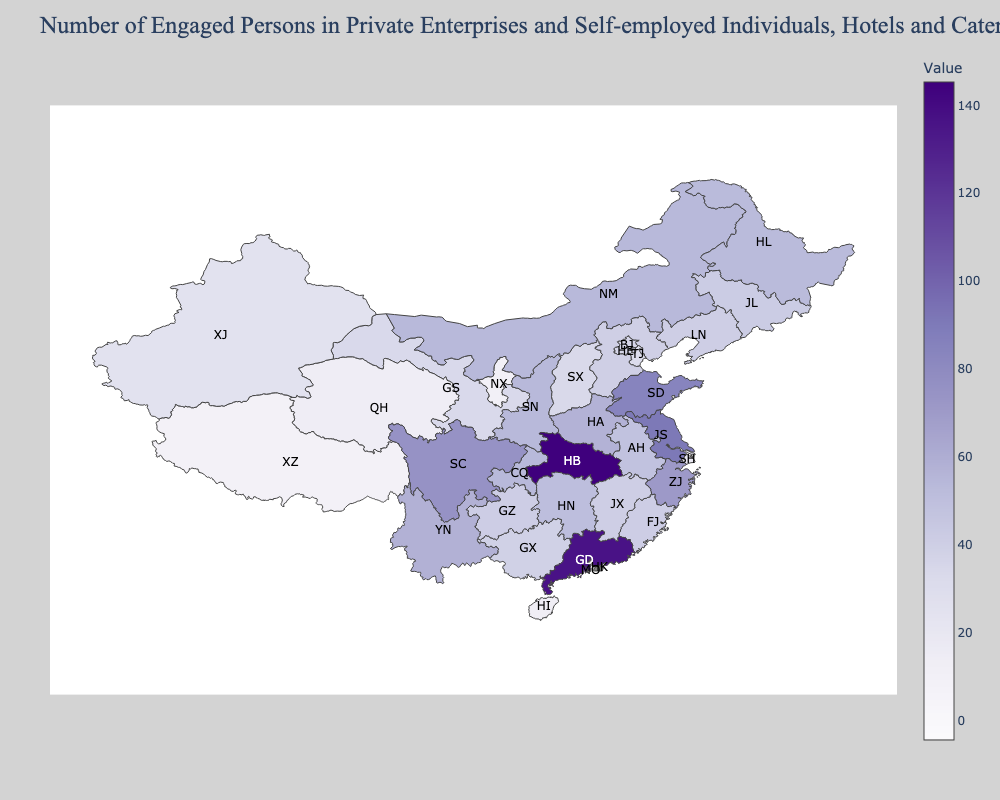 Number of Engaged Persons in Private Enterprises and Self-employed Individuals, Hotels and Cater
Value
140
120
100
80
60
40
20
0
HL
NM
JL
XJ
LN
BJ
HE
TJ
SX
NX
GS
SD
QH
SN
HA
JS
AH
SH
XZ
SC
HB
CQ
ZJ
HN
JX
GZ
FJ
YN
GX
GD
HK
MO
HI